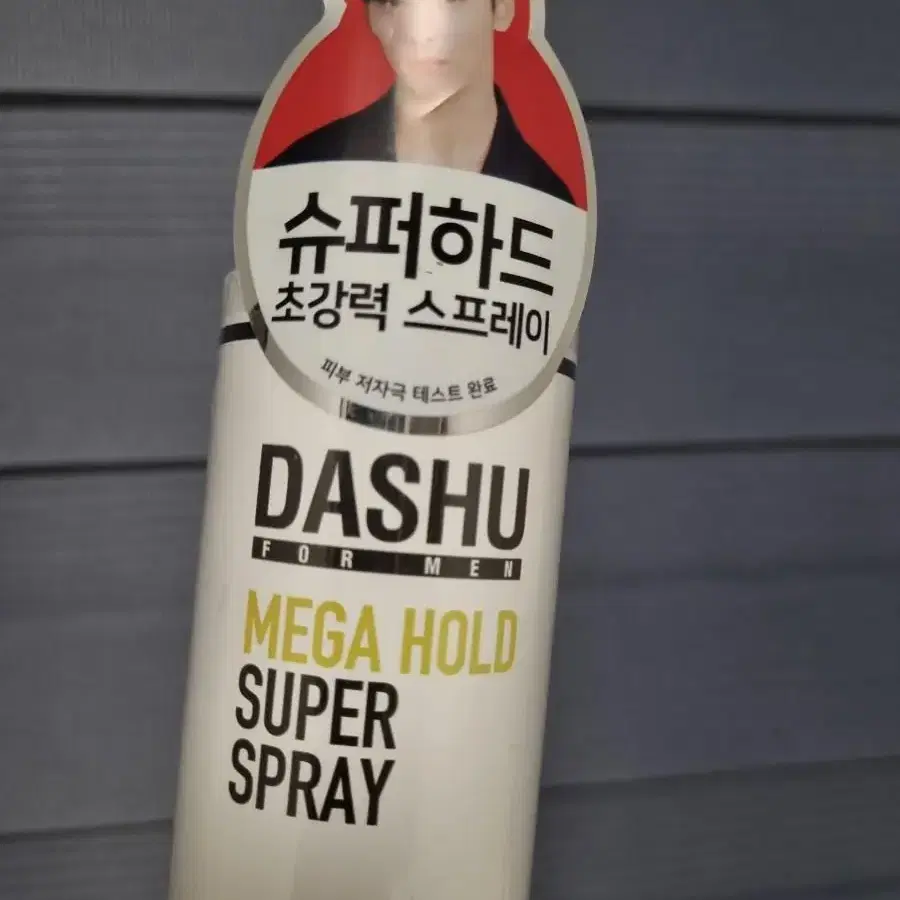 슈퍼하드
초강력 스프레이
피부 저자극 테스트 완료
DASHU
FOR MEN
MEGA HOLD
SUPER
SPRAY